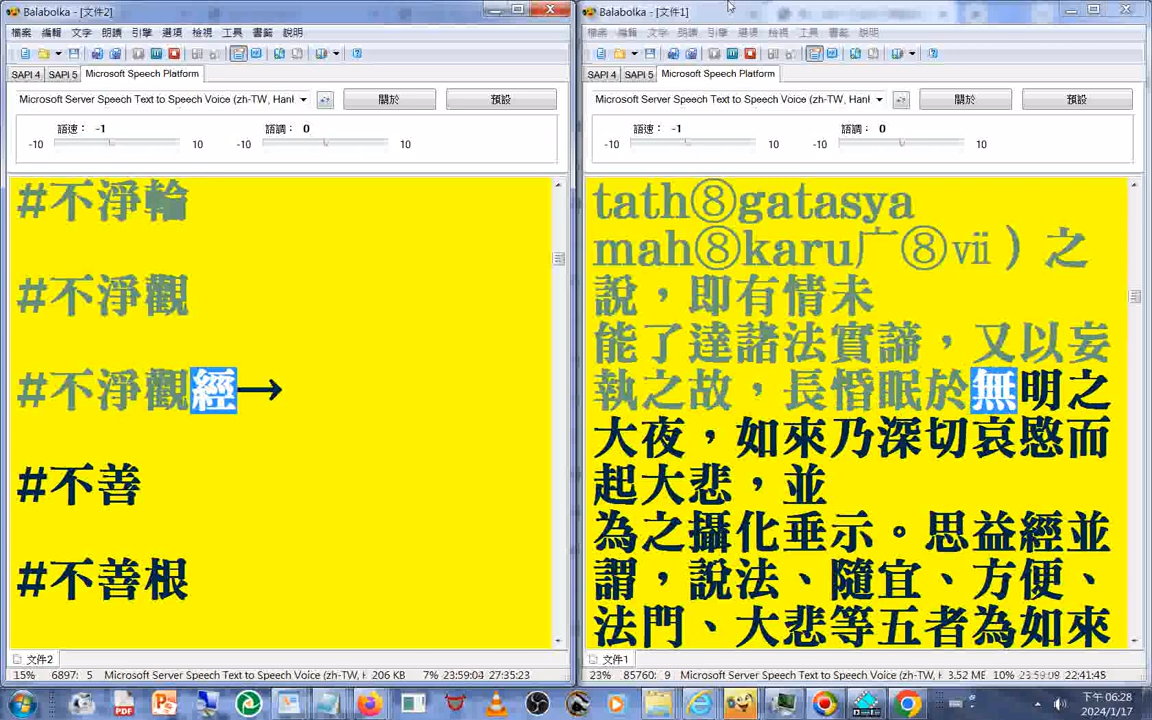 Balabolka - [文件2]
檔案 編輯 文字 朗讀 引擎 選項 檢視 工具 書籤 說明
SAPI 4 SAPI 5 Microsoft Speech Platform
Microsoft Server Speech Text to Speech Voice (zh-TW, Hanl
關於 預設
語速： -1 語調： 0
-10 10 -10 10
#不淨輪
#不淨觀
#不淨觀經→
#不善
#不善根
文件2
15% 6897: 5 Microsoft Server Speech Text to Speech Voice (zh-TW, H 206 KB 7% 23:59:04 27:35:23
Balabolka - [文件1]
檔案 編輯 文字 朗讀 引擎 選項 檢視 工具 書籤 說明
SAPI 4 SAPI 5 Microsoft Speech Platform
Microsoft Server Speech Text to Speech Voice (zh-TW, Hanl
關於 預設
語速： -1 語調： 0
-10 10 -10 10
tath⑧gatasya
mah⑧karu广⑧ⅶ）之
說，即有情未
能了達諸法實諦，又以妄
執之故，長惛眠於無明之
大夜，如來乃深切哀愍而
起大悲，並
為之攝化垂示。思益經並
謂，說法、隨宜、方便、
法門、大悲等五者為如來
文件1
23% 85760: 9 Microsoft Server Speech Text to Speech Voice (zh-TW, H 3.52 MB 10% 23:59:08 22:41:45
下午 06:28
2024/1/17